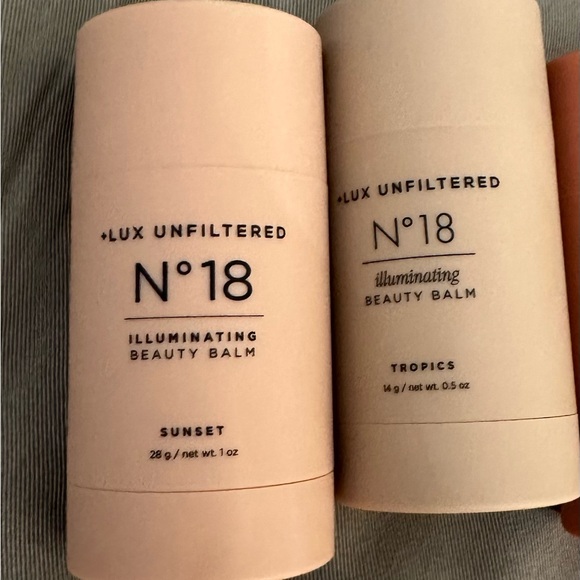 +LUX UNFILTERED
N°18
ILLUMINATING
BEAUTY BALM
SUNSET
28 g / net wt. 1 oz
+LUX UNFILTERED
N°18
illuminating
BEAUTY BALM
TROPICS
14 g / net wt. 0.5 oz